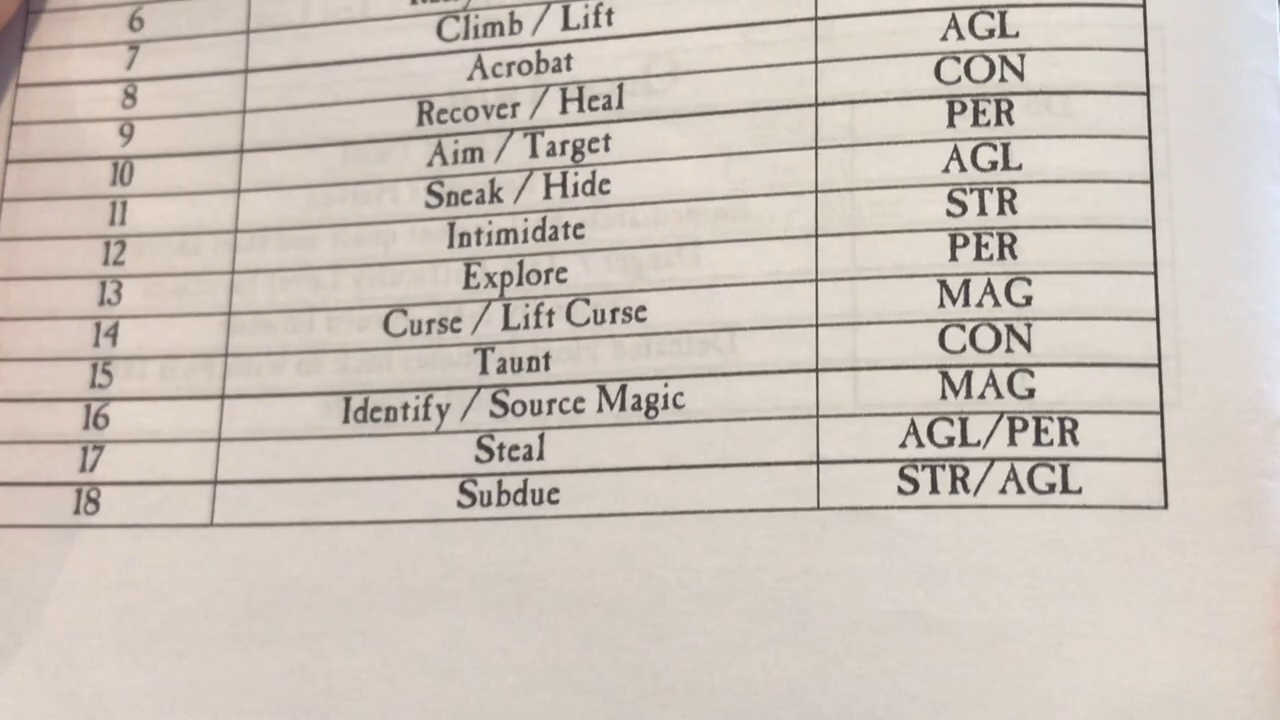 6
7 Climb / Lift
8 Acrobat AGL
9 Recover / Heal CON
10 Aim / Target PER
11 Sneak / Hide AGL
12 Intimidate STR
13 Explore PER
14 Curse / Lift Curse MAG
15 Taunt CON
16 Identify / Source Magic MAG
17 Steal AGL/PER
18 Subdue STR/AGL